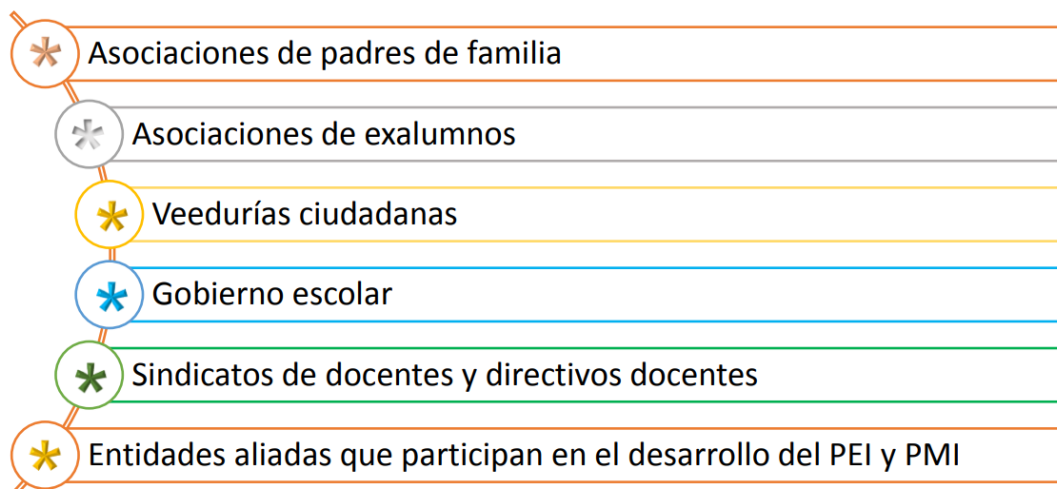 Asociaciones de padres de familia
Asociaciones de exalumnos
Veedurías ciudadanas
Gobierno escolar
Sindicatos de docentes y directivos docentes
Entidades aliadas que participan en el desarrollo del PEI y PMI